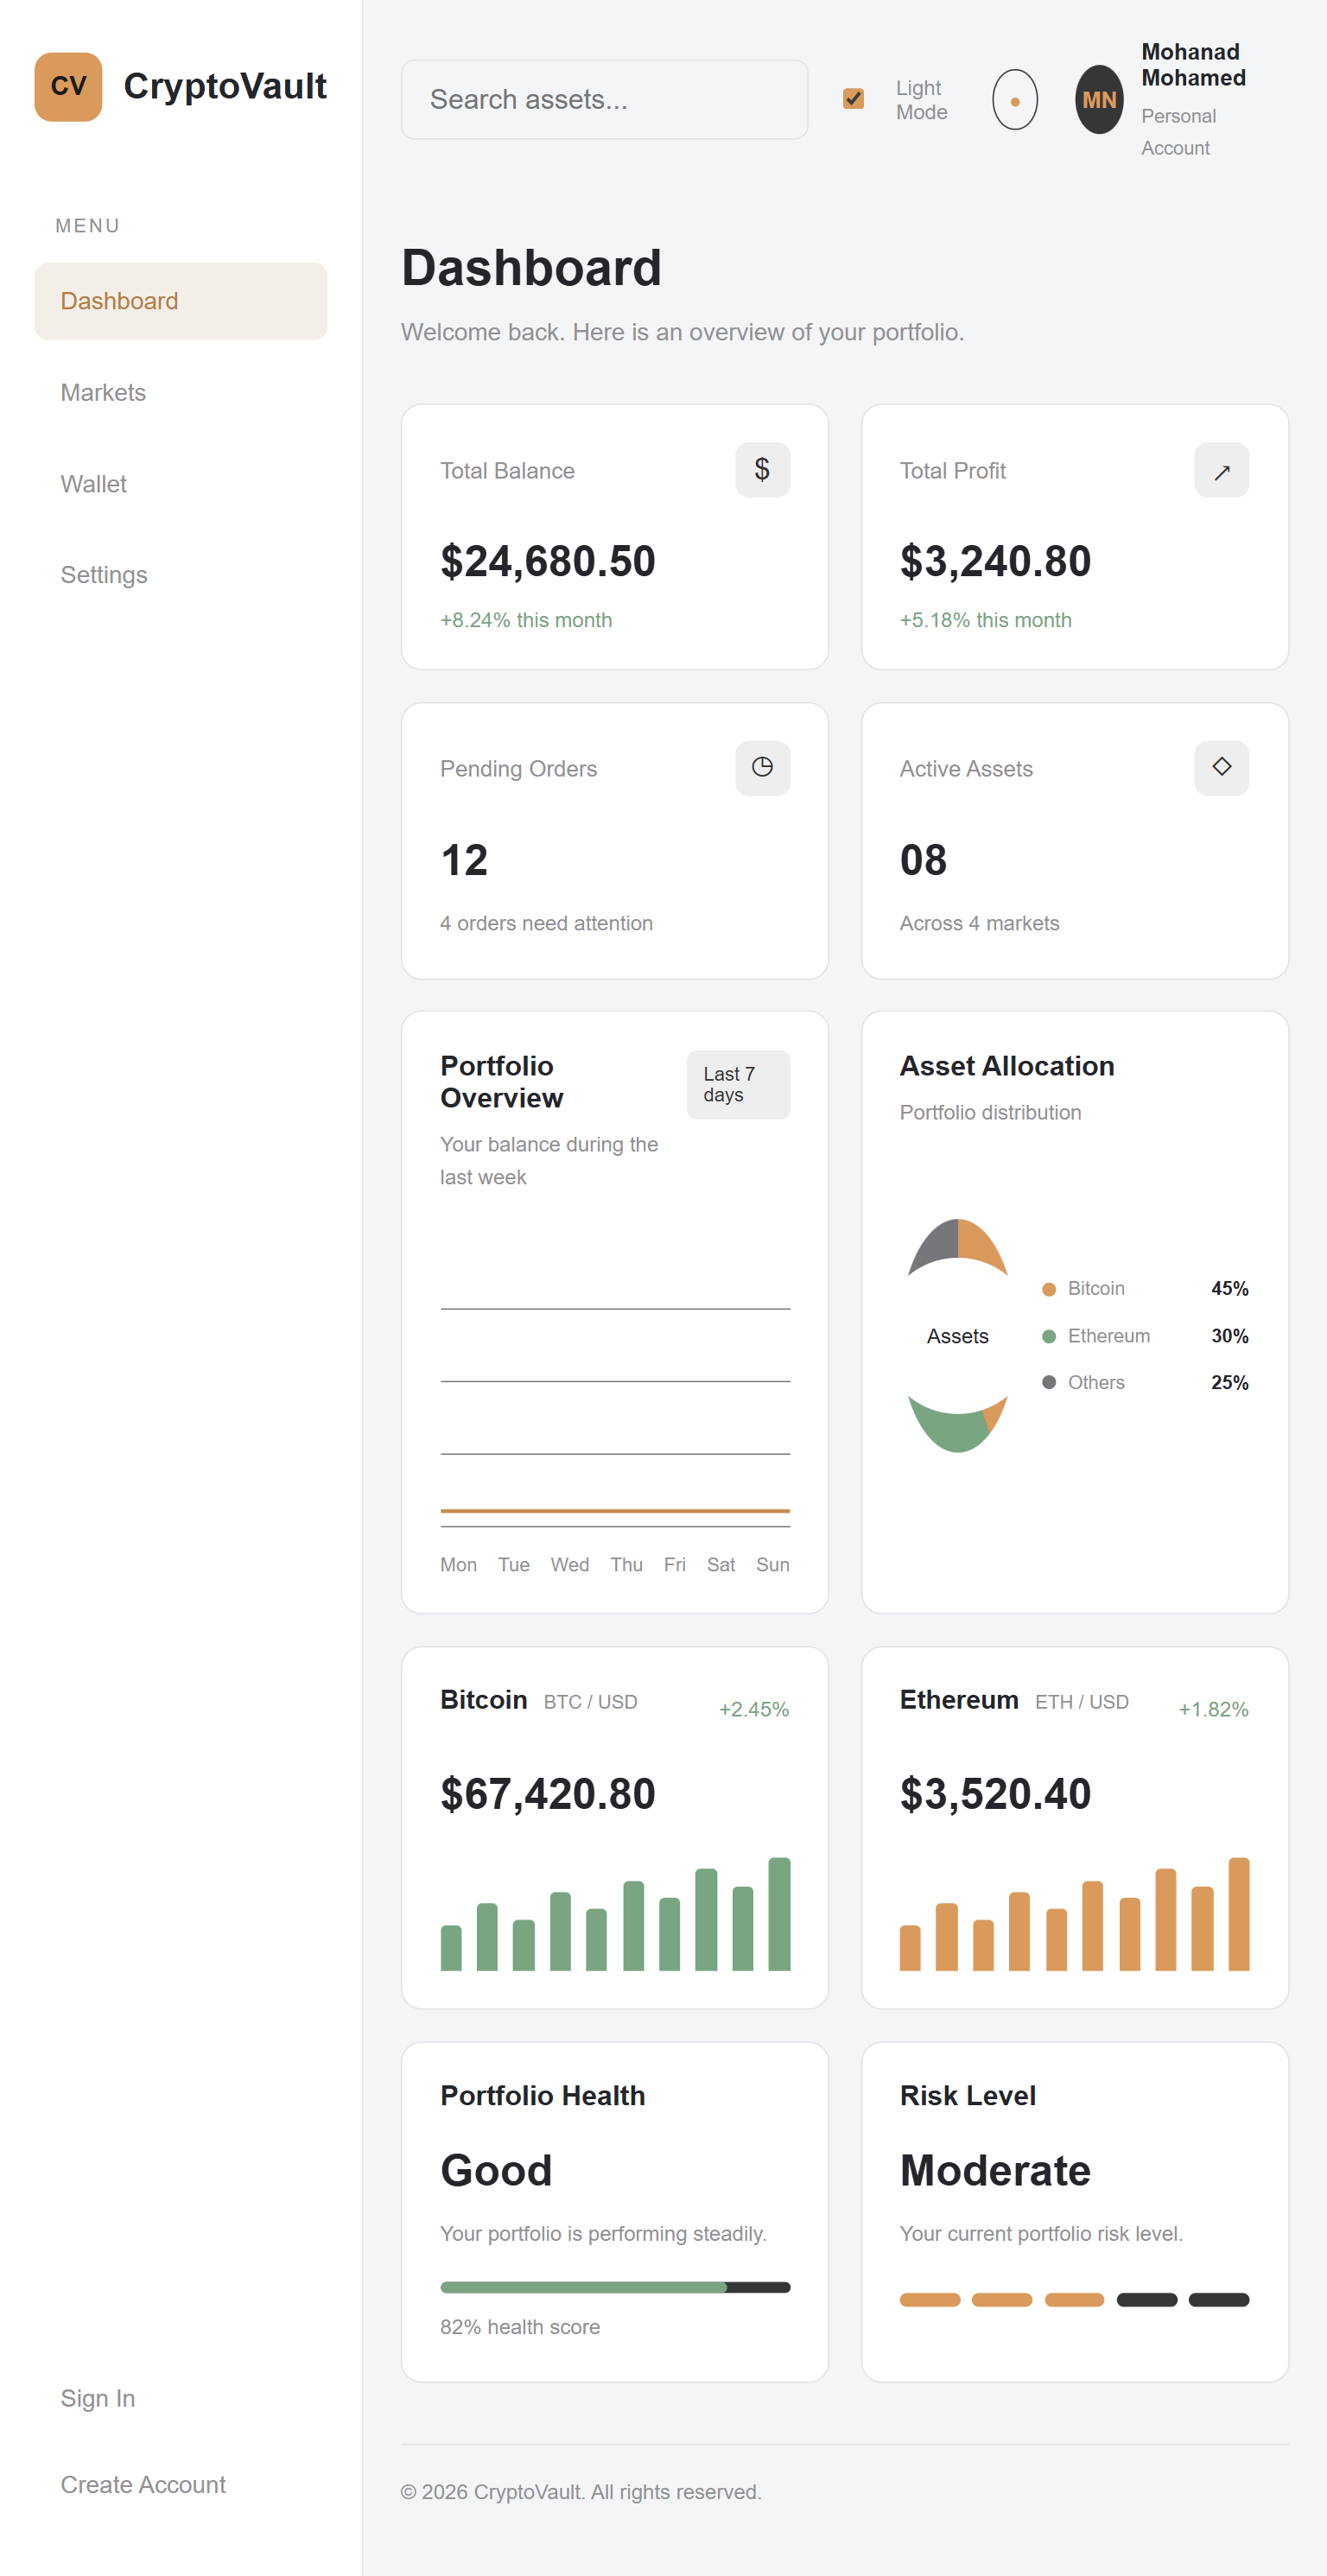 CV
CryptoVault
MENU
Dashboard
Markets
Wallet
Settings
Sign In
Create Account
Search assets...
Light
Mode
MN
Mohanad
Mohamed
Personal
Account
Dashboard
Welcome back. Here is an overview of your portfolio.
Total Balance
$
$24,680.50
+8.24% this month
Total Profit
↗
$3,240.80
+5.18% this month
Pending Orders
◷
12
4 orders need attention
Active Assets
◇
08
Across 4 markets
Portfolio
Overview
Last 7
days
Your balance during the
last week
Mon Tue Wed Thu Fri Sat Sun
Asset Allocation
Portfolio distribution
Assets
Bitcoin 45%
Ethereum 30%
Others 25%
Bitcoin BTC / USD +2.45%
$67,420.80
Ethereum ETH / USD +1.82%
$3,520.40
Portfolio Health
Good
Your portfolio is performing steadily.
82% health score
Risk Level
Moderate
Your current portfolio risk level.
© 2026 CryptoVault. All rights reserved.